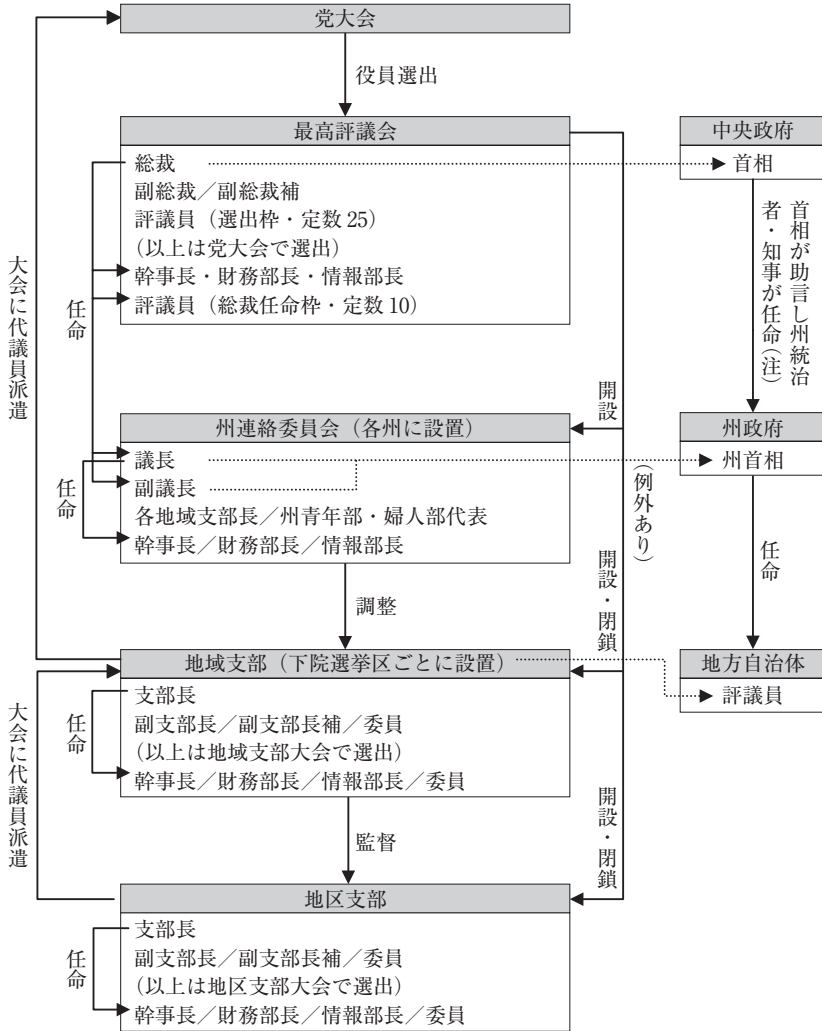 党大会
役員選出
最高評議会
総裁
副総裁／副総裁補
評議員（選出枠・定数25）
(以上は党大会で選出）
幹事長・財務部長・情報部長
評議員（総裁任命枠・定数10）
任命
大会に代議員派遣
中央政府
首相
首相が助言し州統治
者・知事が任命(注)
開設
(例外あり)
州連絡委員会（各州に設置）
議長
副議長
各地域支部長／州青年部・婦人部代表
幹事長／財務部長／情報部長
任命
州政府
州首相
任命
調整
開設・閉鎖
地域支部（下院選挙区ごとに設置）
支部長
副支部長／副支部長補／委員
(以上は地域支部大会で選出）
幹事長／財務部長／情報部長／委員
任命
大会に代議員派遣
地方自治体
評議員
監督
開設・閉鎖
地区支部
支部長
副支部長／副支部長補／委員
(以上は地区支部大会で選出）
幹事長／財務部長／情報部長／委員
任命